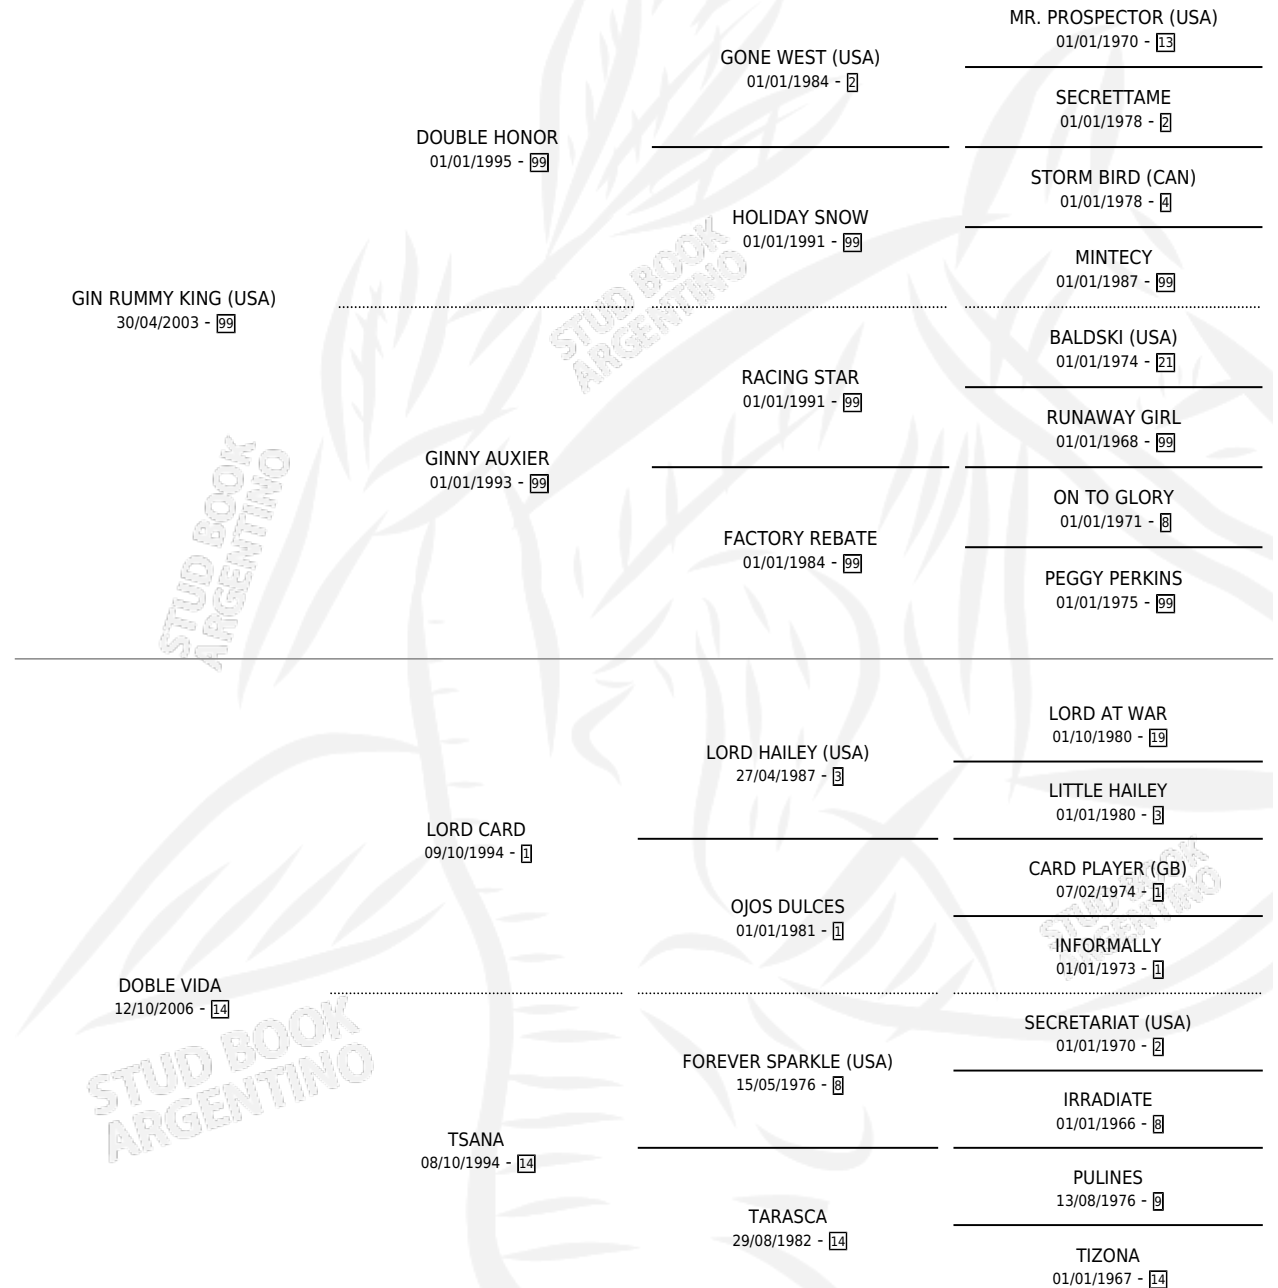 MR. PROSPECTOR (USA)
01/01/1970 - 13
GONE WEST (USA)
01/01/1984 - 2
SECRETTAME
01/01/1978 - 2
DOUBLE HONOR
01/01/1995 - 99
STORM BIRD (CAN)
01/01/1978 - 4
HOLIDAY SNOW
01/01/1991 - 99
MINTECY
01/01/1987 - 99
GIN RUMMY KING (USA)
30/04/2003 - 99
STUD BOOK
ARGENTINO
BALDSKI (USA)
01/01/1974 - 21
RACING STAR
01/01/1991 - 99
RUNAWAY GIRL
01/01/1968 - 99
GINNY AUXIER
01/01/1993 - 99
ON TO GLORY
01/01/1971 - 8
FACTORY REBATE
01/01/1984 - 99
PEGGY PERKINS
01/01/1975 - 99
STUD BOOK
ARGENTINO
LORD AT WAR
01/10/1980 - 19
LORD HAILEY (USA)
27/04/1987 - 3
LITTLE HAILEY
01/01/1980 - 3
LORD CARD
09/10/1994 - 1
CARD PLAYER (GB)
07/02/1974 - 1
OJOS DULCES
01/01/1981 - 1
STUD BOOK
ARGENTINO
INFORMALLY
01/01/1973 - 1
DOBLE VIDA
12/10/2006 - 14
SECRETARIAT (USA)
01/01/1970 - 2
FOREVER SPARKLE (USA)
15/05/1976 - 8
STUD BOOK
ARGENTINO
IRRADIATE
01/01/1966 - 8
TSANA
08/10/1994 - 14
PULINES
13/08/1976 - 9
TARASCA
29/08/1982 - 14
TIZONA
01/01/1967 - 14